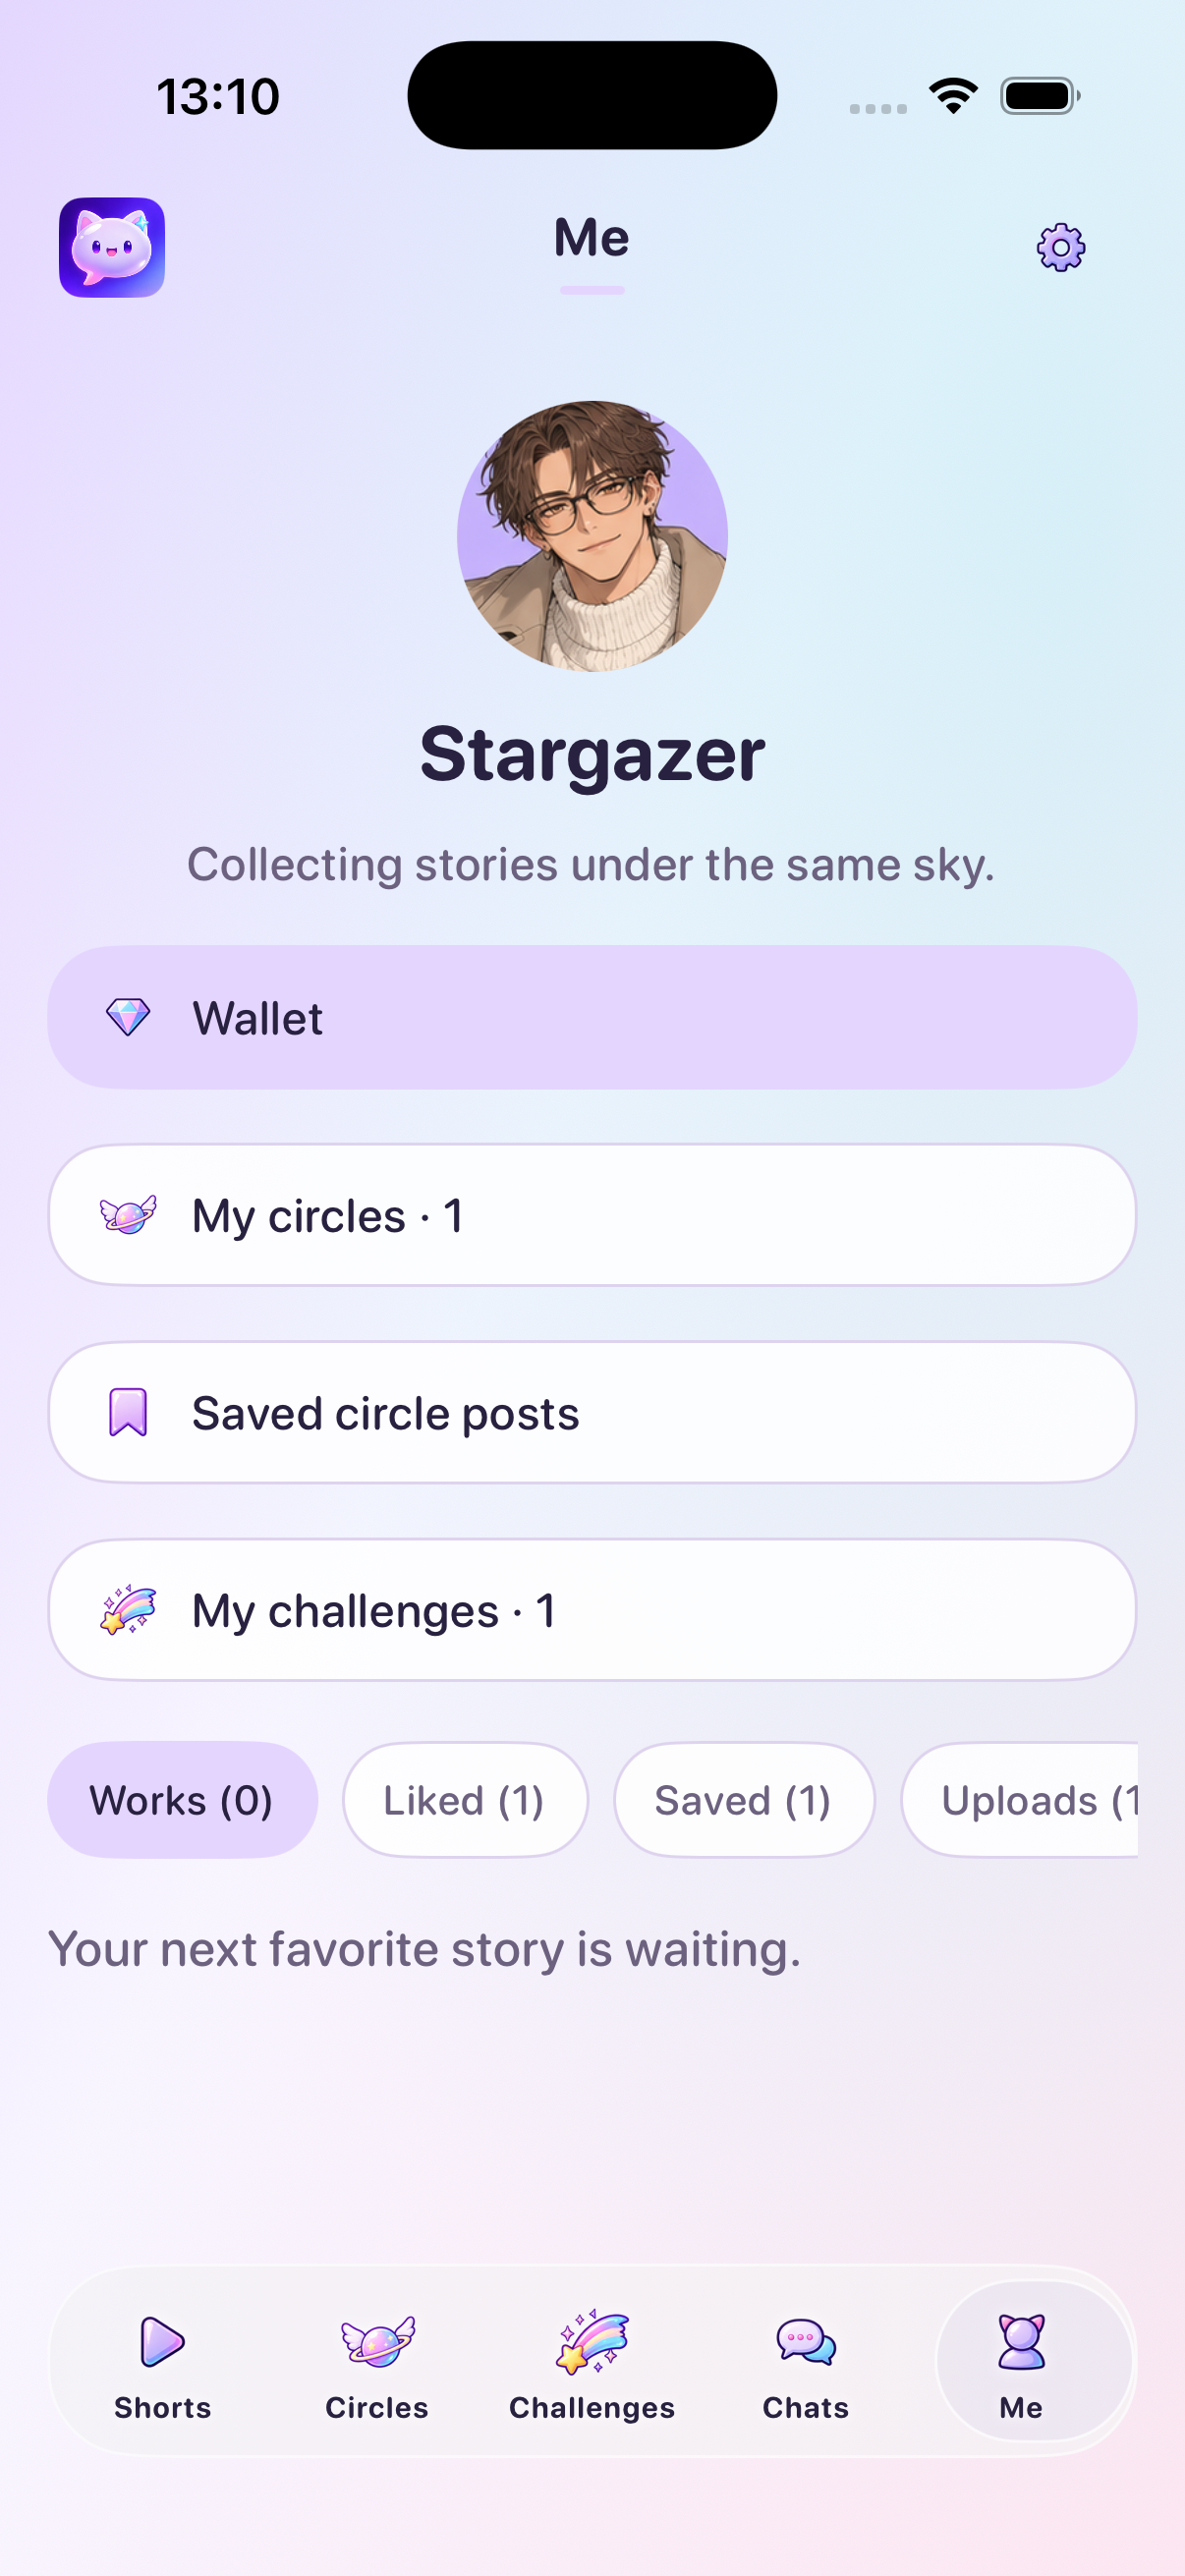 13:10
Me
Stargazer
Collecting stories under the same sky.
Wallet
My circles · 1
Saved circle posts
My challenges · 1
Works (0) Liked (1) Saved (1) Uploads (1
Your next favorite story is waiting.
Shorts Circles Challenges Chats Me